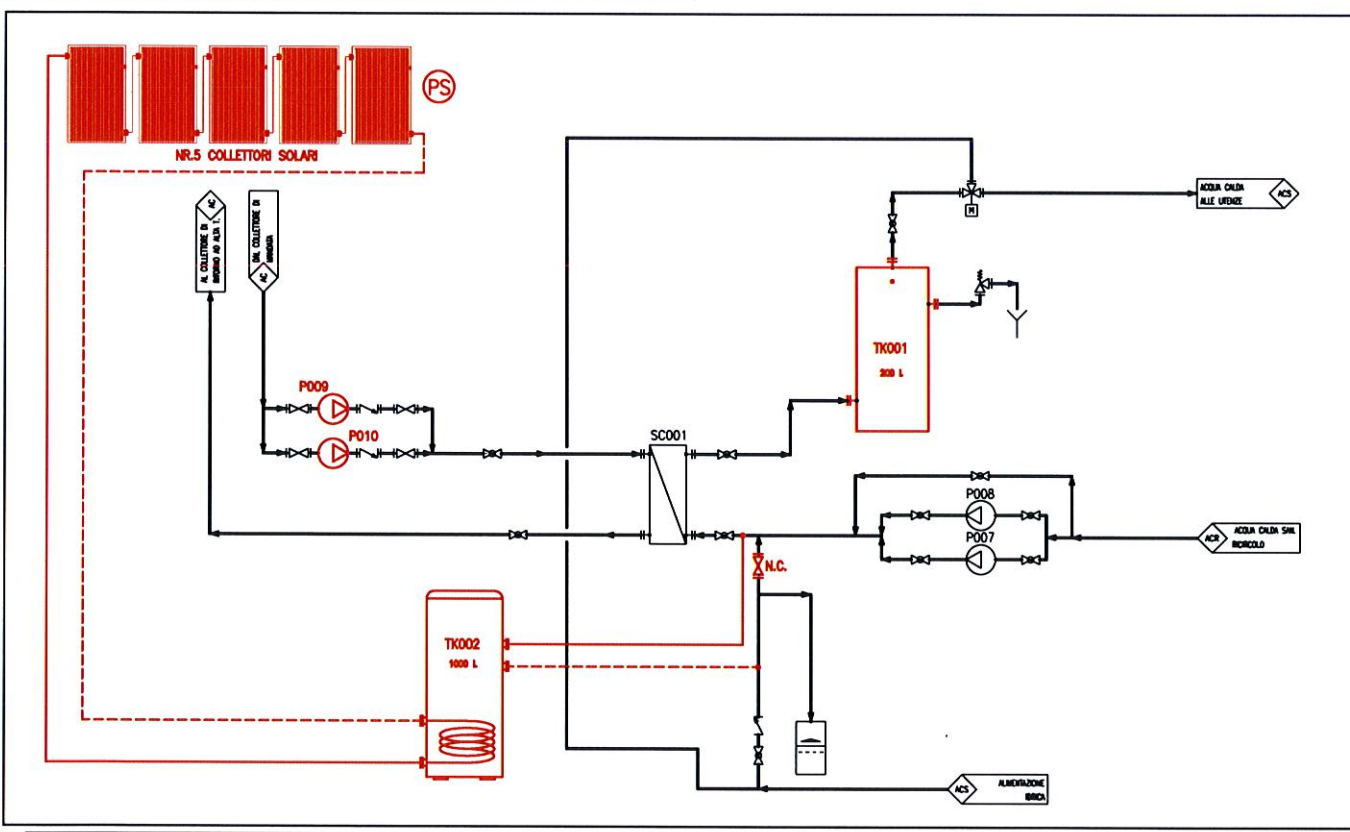 PS
NR.5 COLLETTORI SOLARI
AC
AL COLLETTORE DI
RITORNO AD ALTA T.
DAL COLLETTORE DI
MANDATA
AC
ACQUA CALDA
ALLE UTENZE
ACS
TK001
200 L
P009
P010
SC001
P008
P007
ACR
ACQUA CALDA SAN.
RICIRCOLO
N.C.
TK002
1000 L
M
ACS
ALIMENTAZIONE
IDRICA